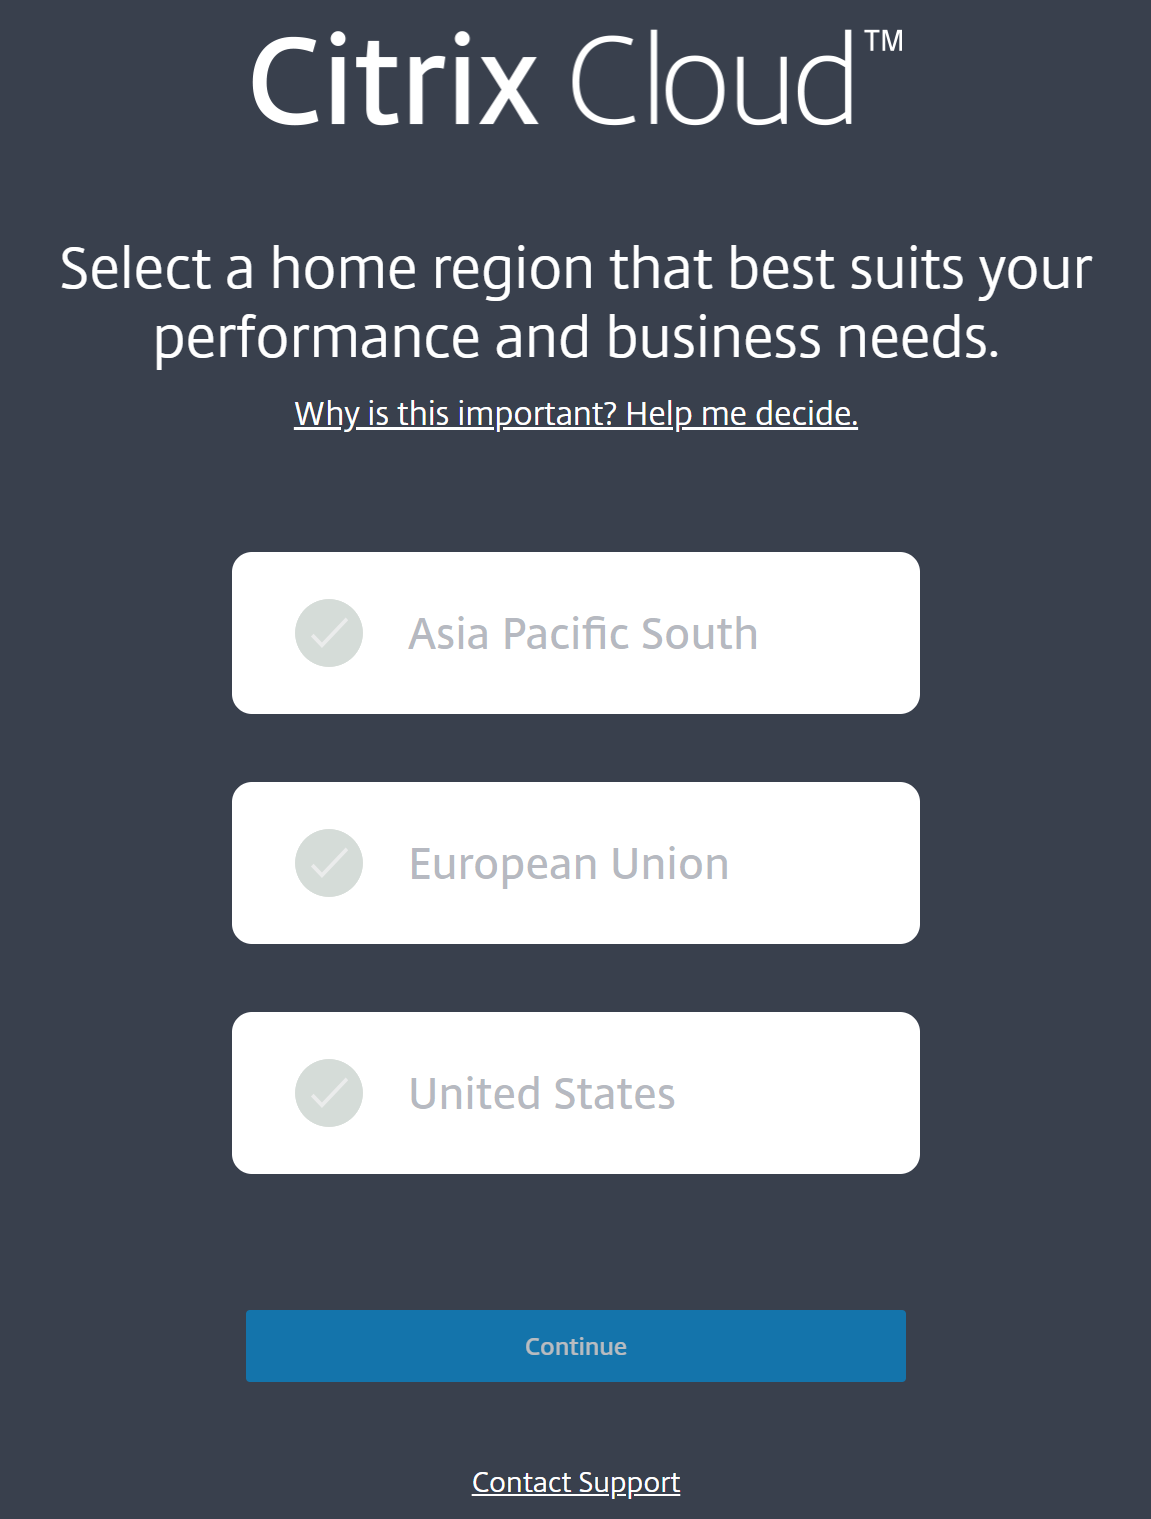 Citrix Cloud™
Select a home region that best suits your
performance and business needs.
Why is this important? Help me decide.
Asia Pacific South
European Union
United States
Continue
Contact Support